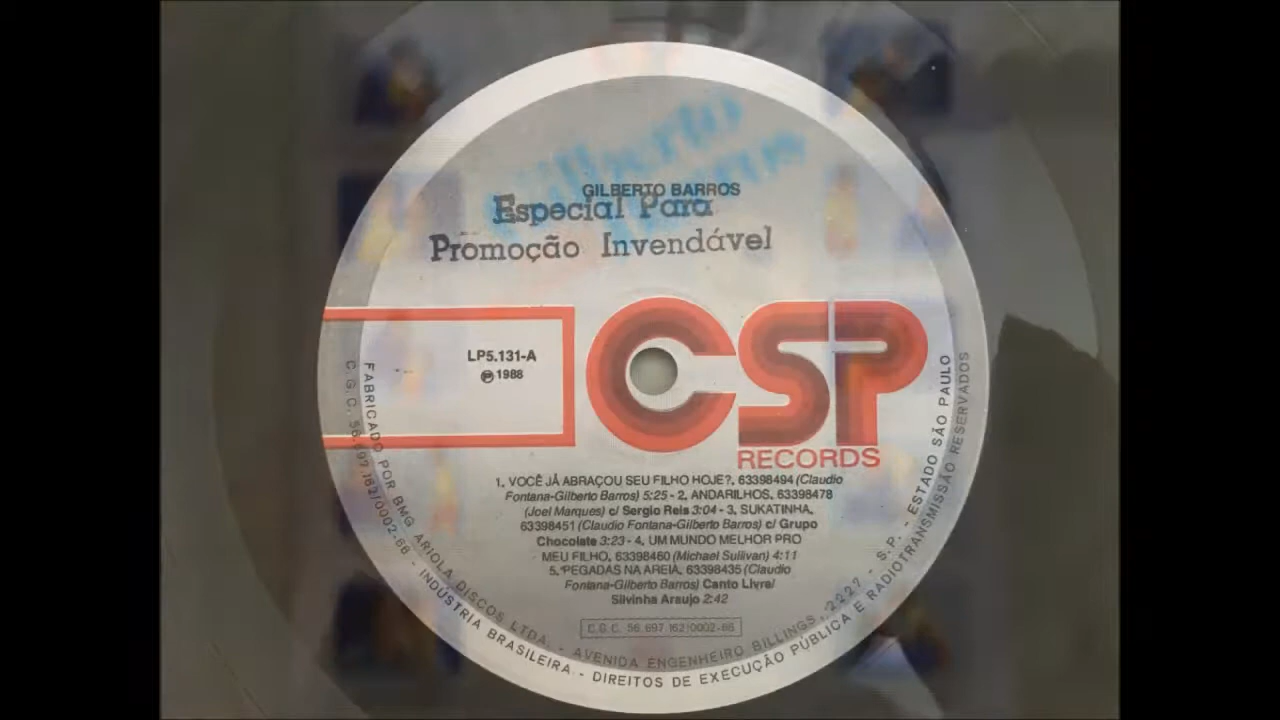 Gilberto
Barros
GILBERTO BARROS
Especial Para
Promoção Invendável
LP5.131-A
℗ 1988
CSP
RECORDS
1. VOCÊ JÁ ABRAÇOU SEU FILHO HOJE?, 63398494 (Claudio
Fontana-Gilberto Barros) 5:25 - 2. ANDARILHOS, 63398478
(Joel Marques) c/ Sergio Reis 3:04 - 3. SUKATINHA,
63398451 (Claudio Fontana-Gilberto Barros) c/ Grupo
Chocolate 3:23 - 4. UM MUNDO MELHOR PRO
MEU FILHO, 63398460 (Michael Sullivan) 4:11
5. PEGADAS NA AREIA, 63398435 (Claudio
Fontana-Gilberto Barros) Canto Livre/
Silvinha Araujo 2:42
C.G.C. 56.697.162/0002-68
FABRICADO POR BMG ARIOLA DISCOS LTDA. - AVENIDA ENGENHEIRO BILLINGS, 2227 - S.P. - ESTADO SÃO PAULO
C.G.C. 56.697.162/0002-68 - INDÚSTRIA BRASILEIRA. - DIREITOS DE EXECUÇÃO PÚBLICA E RADIOTRANSMISSÃO RESERVADOS